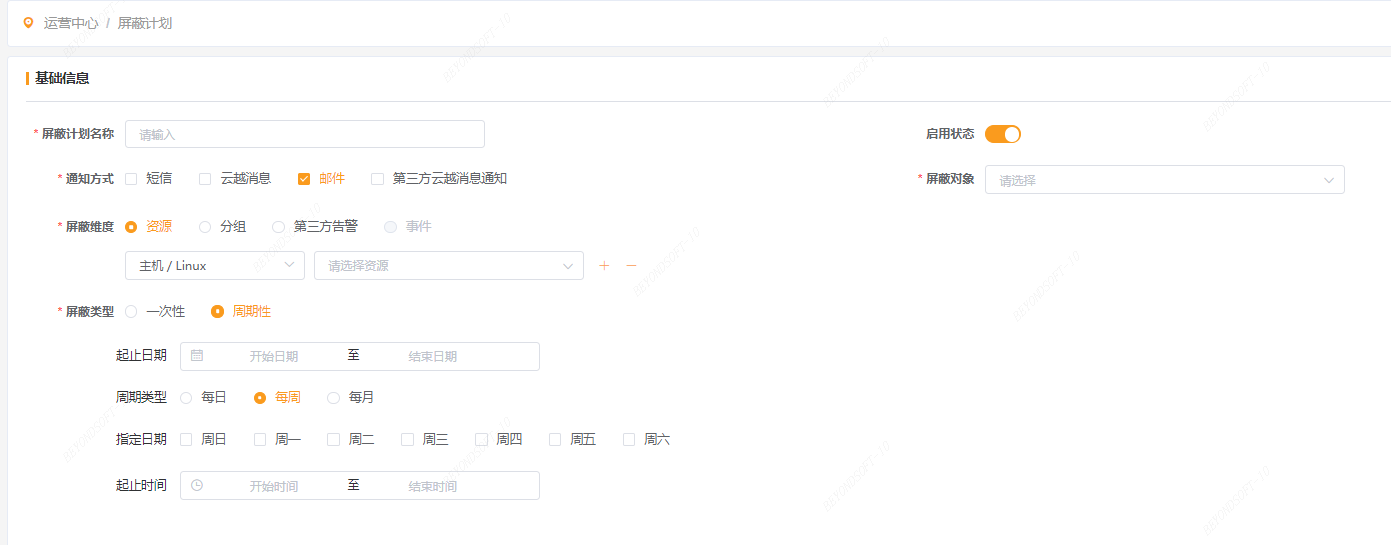 运营中心 / 屏蔽计划
基础信息
* 屏蔽计划名称 请输入 启用状态
* 通知方式 短信 云越消息 邮件 第三方云越消息通知 * 屏蔽对象 请选择
* 屏蔽维度 资源 分组 第三方告警 事件
主机 / Linux 请选择资源 + −
* 屏蔽类型 一次性 周期性
起止日期 开始日期 至 结束日期
周期类型 每日 每周 每月
指定日期 周日 周一 周二 周三 周四 周五 周六
起止时间 开始时间 至 结束时间